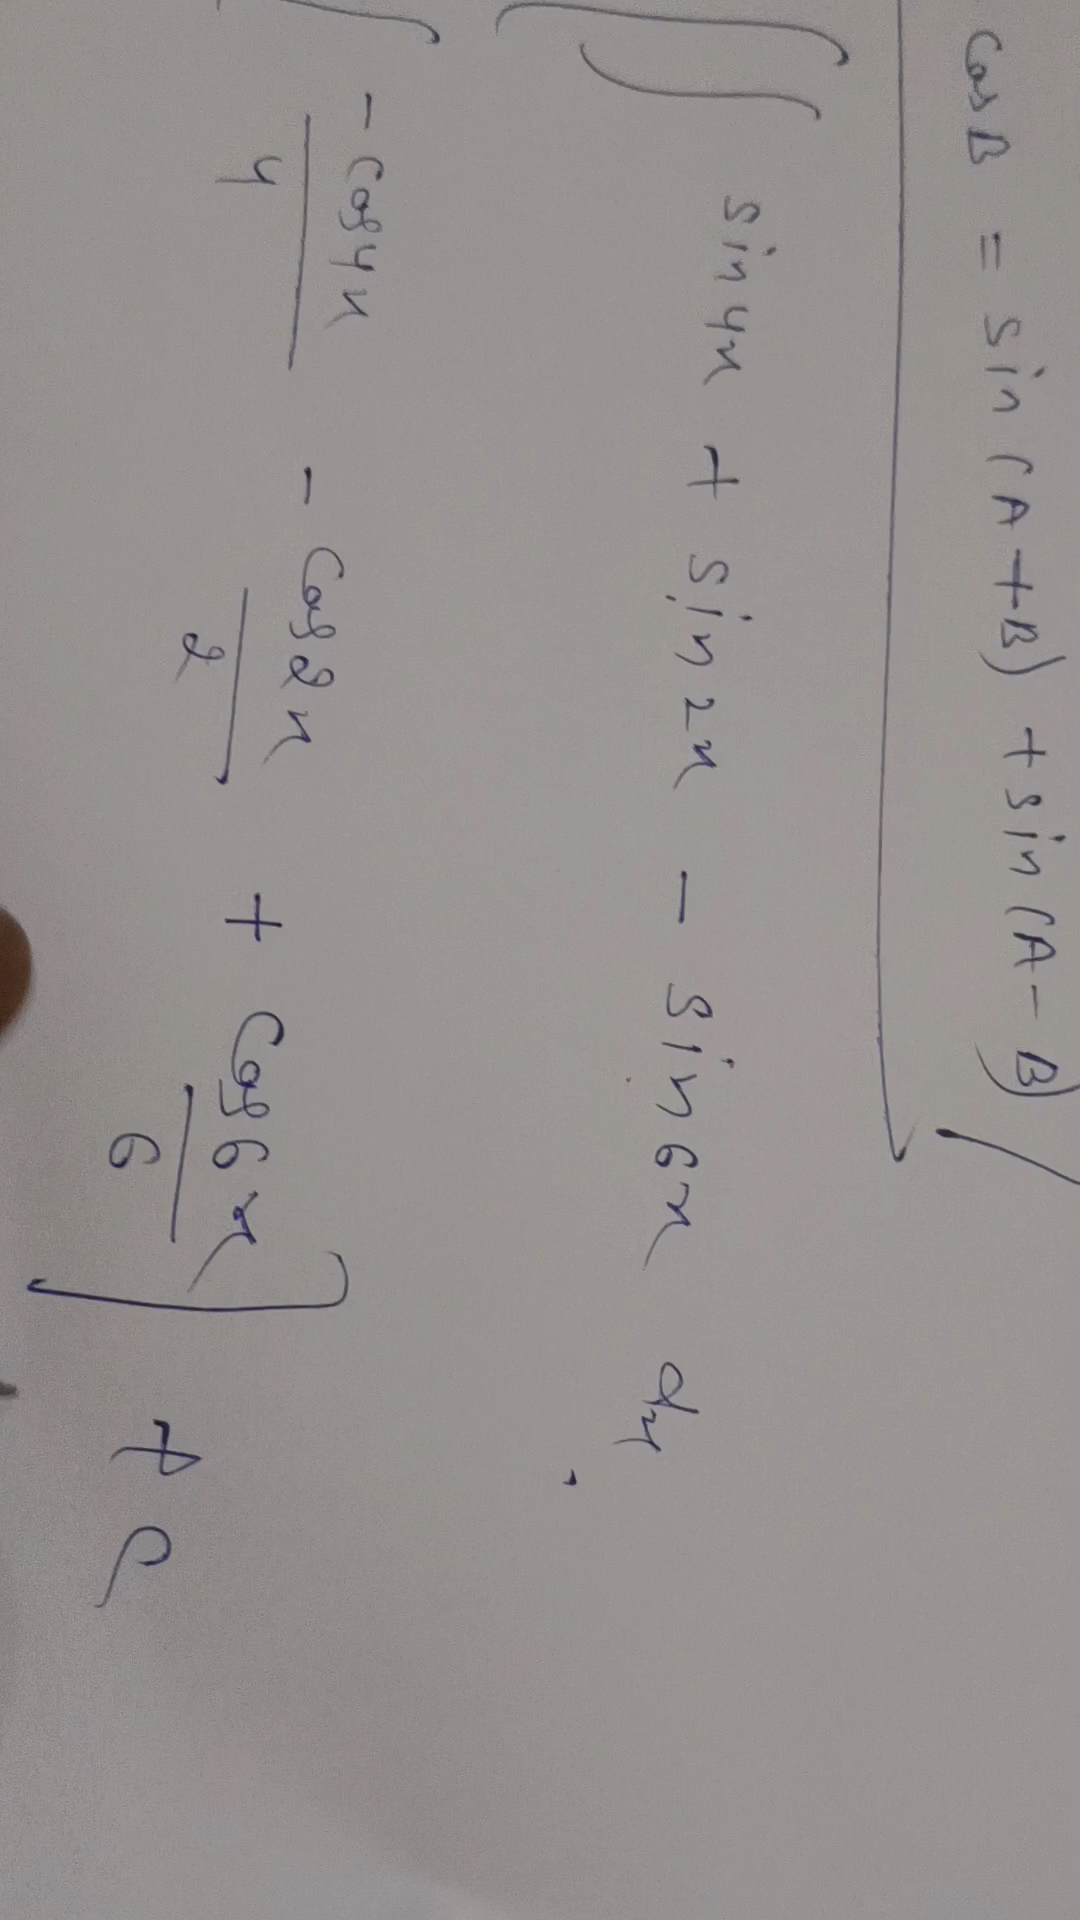 Cos B = Sin (A+B) + Sin (A-B)
∫ Sin 4x + Sin 2x - Sin 6x dx.
[ -Cos 4x/4 - Cos 2x/2 + Cos 6x/6 ] + C